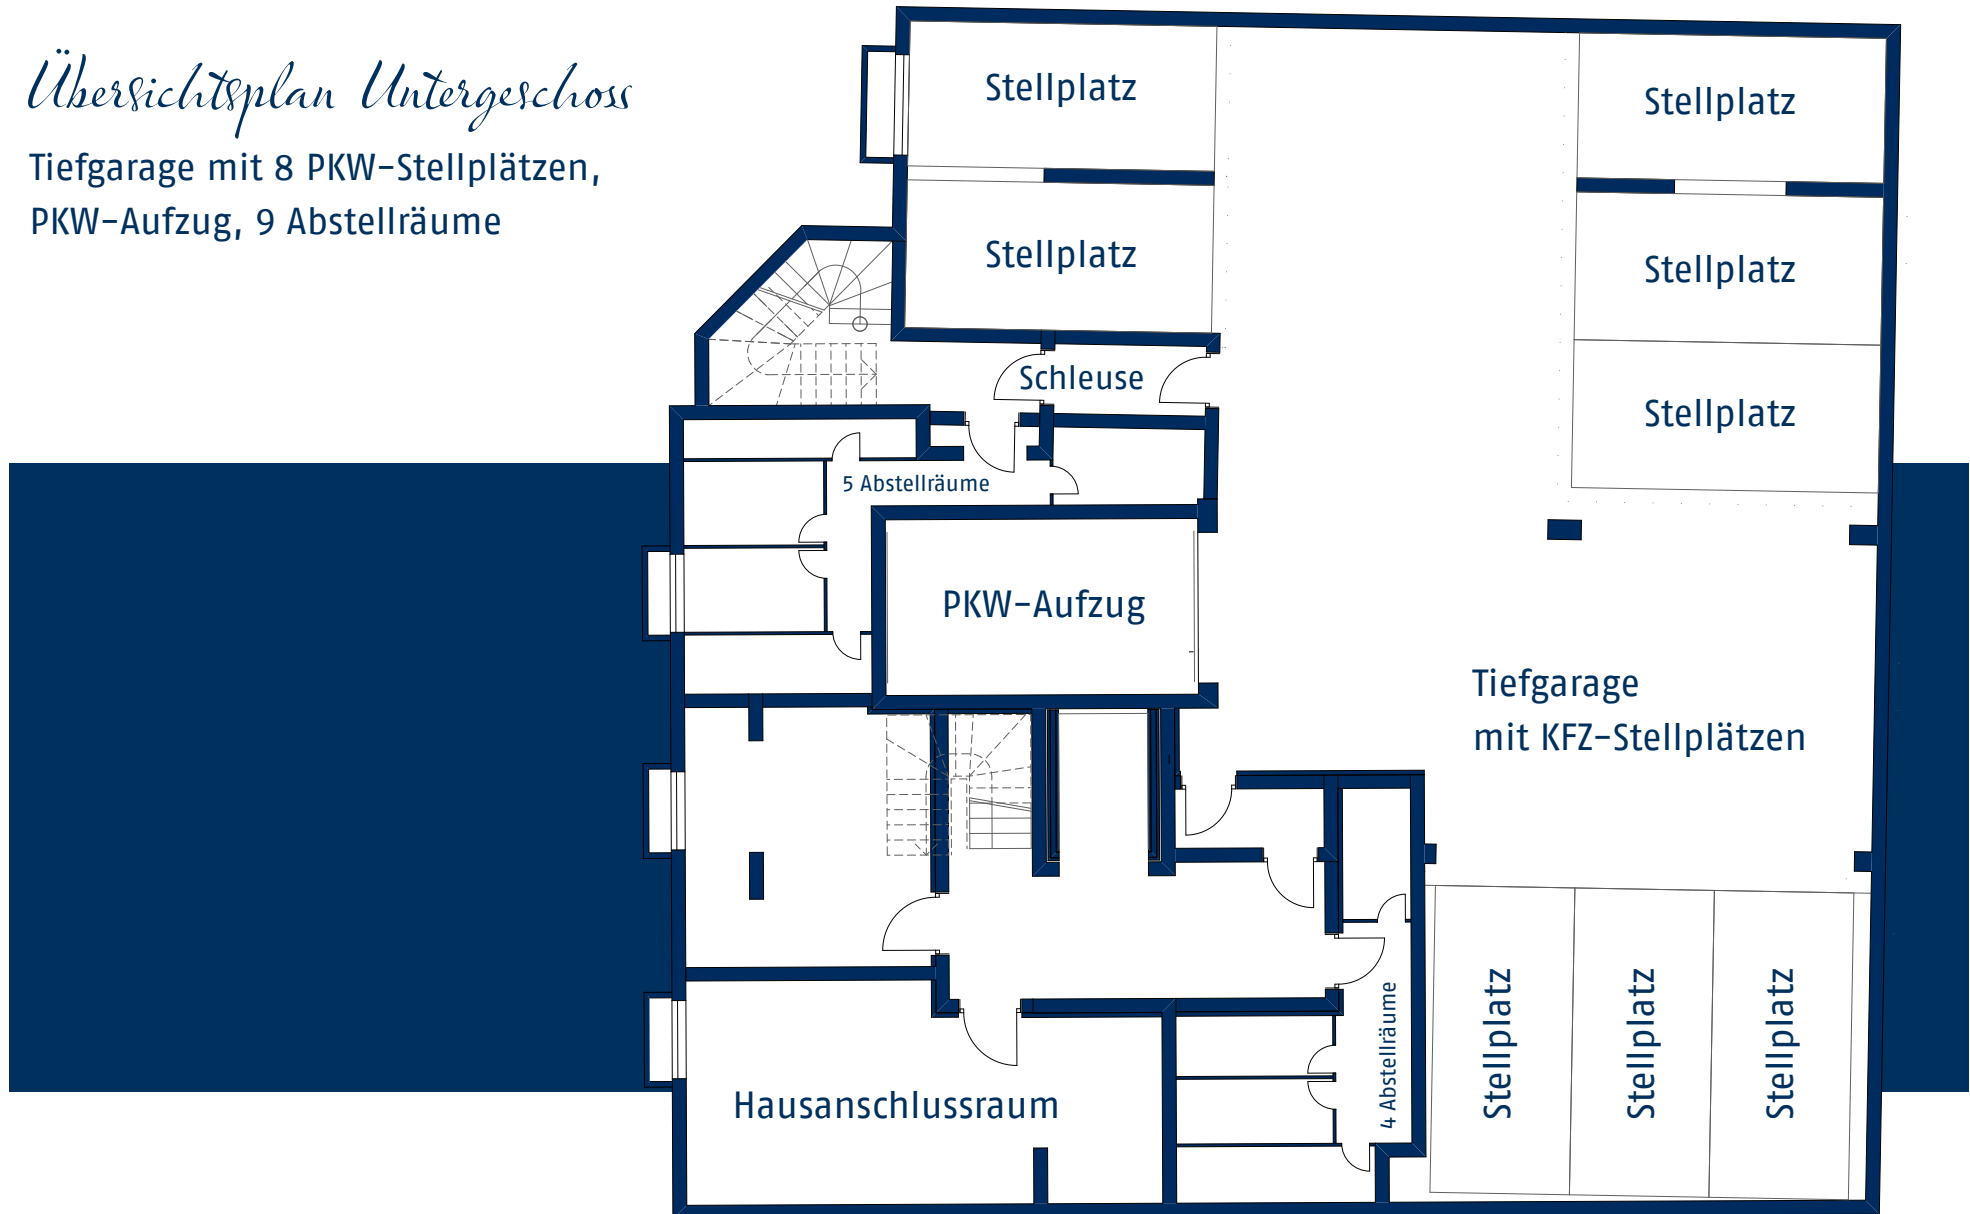 Übersichtsplan Untergeschoss
Tiefgarage mit 8 PKW-Stellplätzen,
PKW-Aufzug, 9 Abstellräume
Stellplatz
Stellplatz
Stellplatz
Stellplatz
Schleuse
Stellplatz
5 Abstellräume
PKW-Aufzug
Tiefgarage
mit KFZ-Stellplätzen
Hausanschlussraum
4 Abstellräume
Stellplatz
Stellplatz
Stellplatz